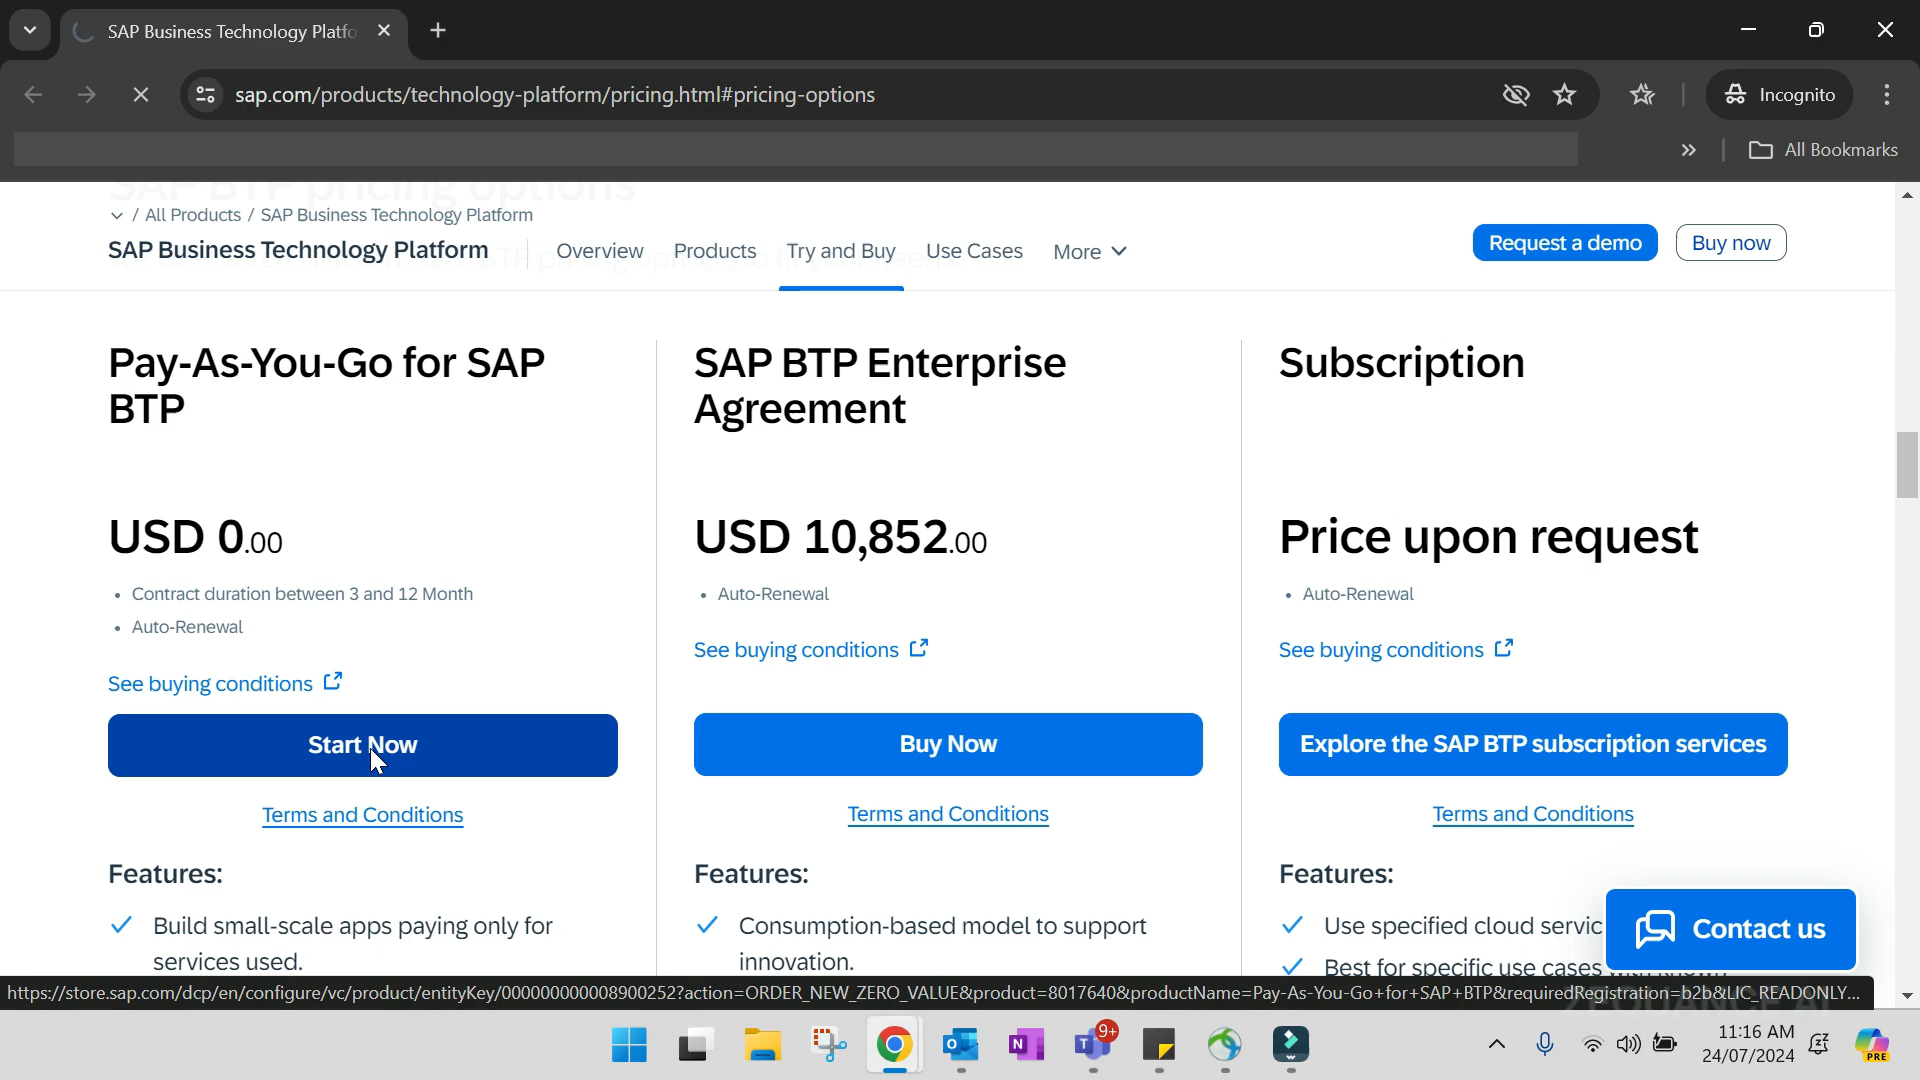 SAP Business Technology Platfo
sap.com/products/technology-platform/pricing.html#pricing-options
Incognito
All Bookmarks
SAP BTP pricing options
/ All Products / SAP Business Technology Platform
SAP Business Technology Platform
Overview Products Try and Buy Use Cases More
Request a demo Buy now
Pay-As-You-Go for SAP
BTP
USD 0.00
• Contract duration between 3 and 12 Month
• Auto-Renewal
See buying conditions
Start Now
Terms and Conditions
Features:
Build small-scale apps paying only for
services used.
SAP BTP Enterprise
Agreement
USD 10,852.00
• Auto-Renewal
See buying conditions
Buy Now
Terms and Conditions
Features:
Consumption-based model to support
innovation.
Subscription
Price upon request
• Auto-Renewal
See buying conditions
Explore the SAP BTP subscription services
Terms and Conditions
Features:
Use specified cloud servic
Best for specific use cases with known
Contact us
https://store.sap.com/dcp/en/configure/vc/product/entityKey/000000000008900252?action=ORDER_NEW_ZERO_VALUE&product=8017640&productName=Pay-As-You-Go+for+SAP+BTP&requiredRegistration=b2b&LIC_READONLY...
9+
11:16 AM
24/07/2024
PRE